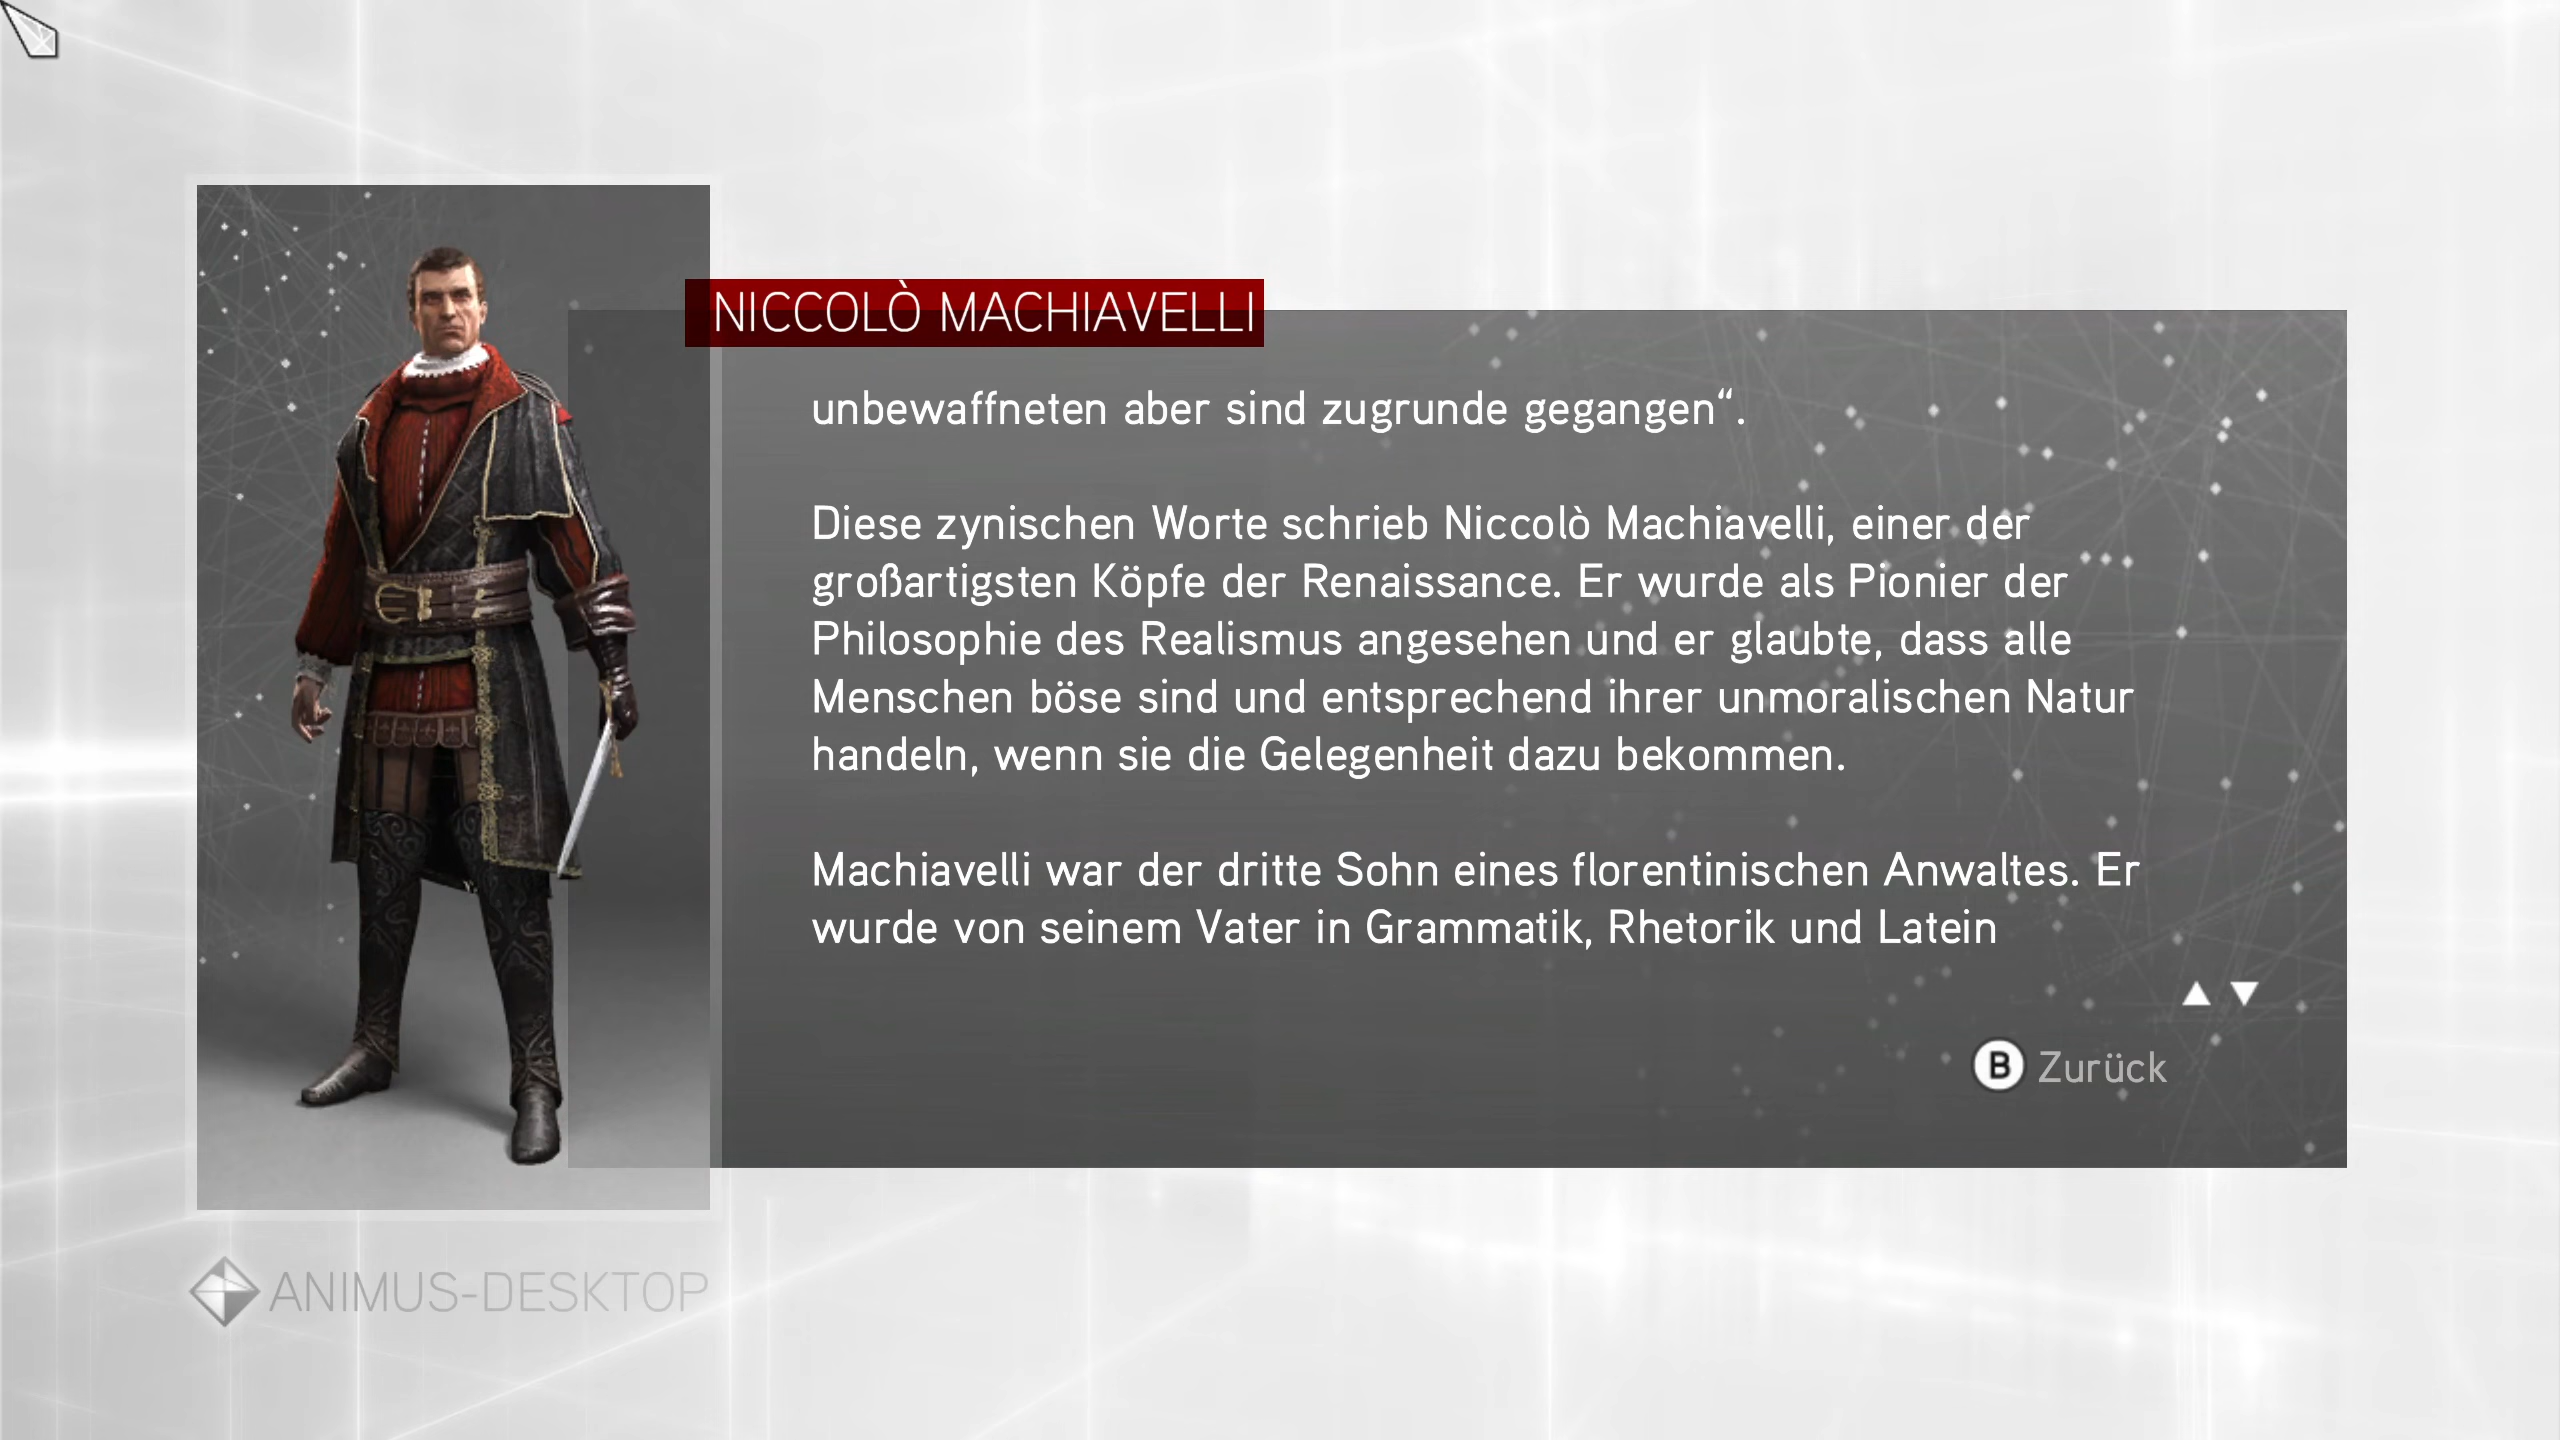 NICCOLÒ MACHIAVELLI
unbewaffneten aber sind zugrunde gegangen“.
Diese zynischen Worte schrieb Niccolò Machiavelli, einer der
großartigsten Köpfe der Renaissance. Er wurde als Pionier der
Philosophie des Realismus angesehen und er glaubte, dass alle
Menschen böse sind und entsprechend ihrer unmoralischen Natur
handeln, wenn sie die Gelegenheit dazu bekommen.
Machiavelli war der dritte Sohn eines florentinischen Anwaltes. Er
wurde von seinem Vater in Grammatik, Rhetorik und Latein
B Zurück
ANIMUS-DESKTOP